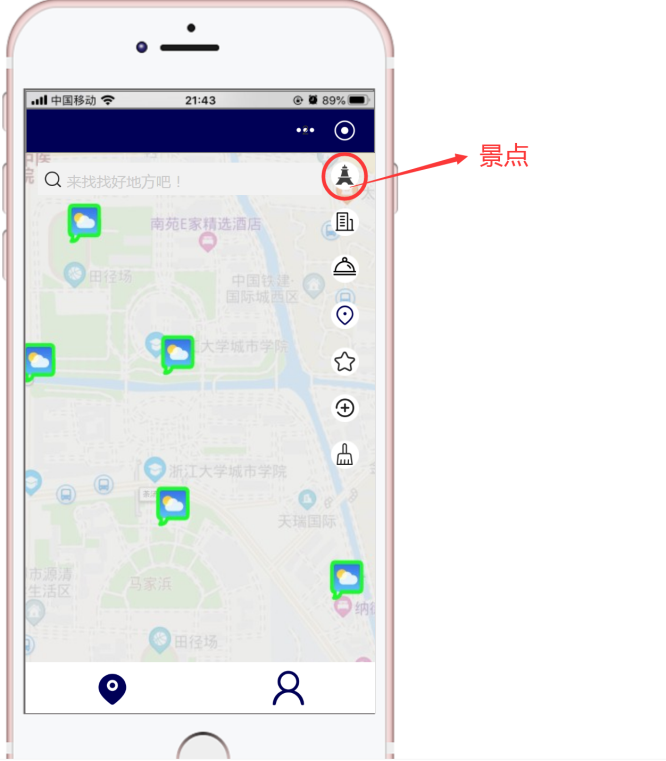 中国移动
21:43
89%
来找找好地方吧！
景点
南苑E家精选酒店
田径场
中国铁建·
国际城西区
江大学城市学院
浙江大学城市学院
天瑞国际
市源清
生活区
马家浜
纳德
田径场